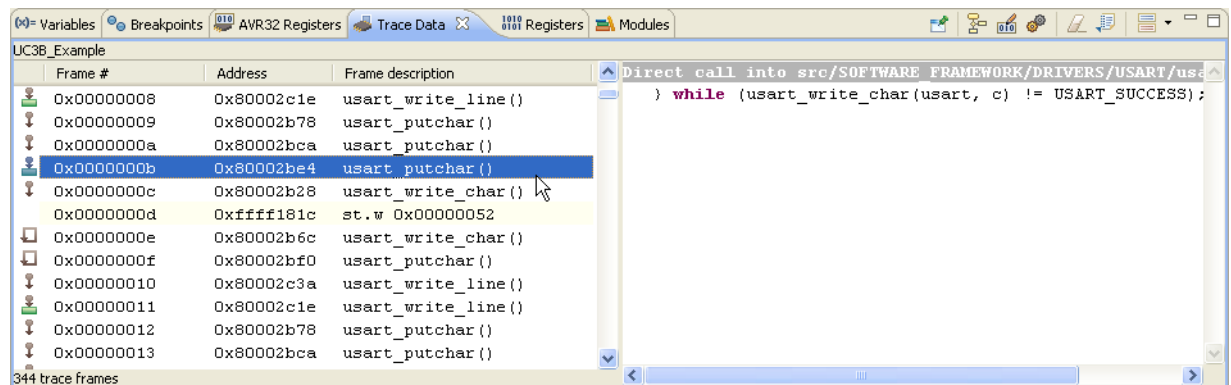 (x)= Variables Breakpoints AVR32 Registers Trace Data Registers Modules
UC3B_Example
Frame # Address Frame description
0x00000008 0x80002c1e usart_write_line()
0x00000009 0x80002b78 usart_putchar()
0x0000000a 0x80002bca usart_putchar()
0x0000000b 0x80002be4 usart_putchar()
0x0000000c 0x80002b28 usart_write_char()
0x0000000d 0xffff181c st.w 0x00000052
0x0000000e 0x80002b6c usart_write_char()
0x0000000f 0x80002bf0 usart_putchar()
0x00000010 0x80002c3a usart_write_line()
0x00000011 0x80002c1e usart_write_line()
0x00000012 0x80002b78 usart_putchar()
0x00000013 0x80002bca usart_putchar()
344 trace frames
Direct call into src/SOFTWARE_FRAMEWORK/DRIVERS/USART/usa
} while (usart_write_char(usart, c) != USART_SUCCESS);